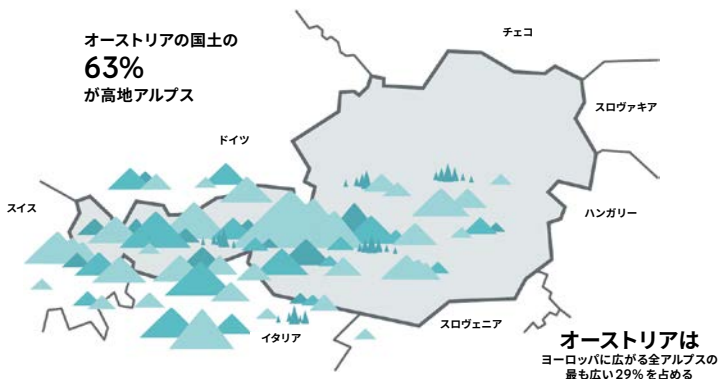 オーストリアの国土の
63%
が高地アルプス
チェコ
スロヴァキア
ドイツ
スイス
ハンガリー
スロヴェニア
イタリア
オーストリアは
ヨーロッパに広がる全アルプスの
最も広い29%を占める